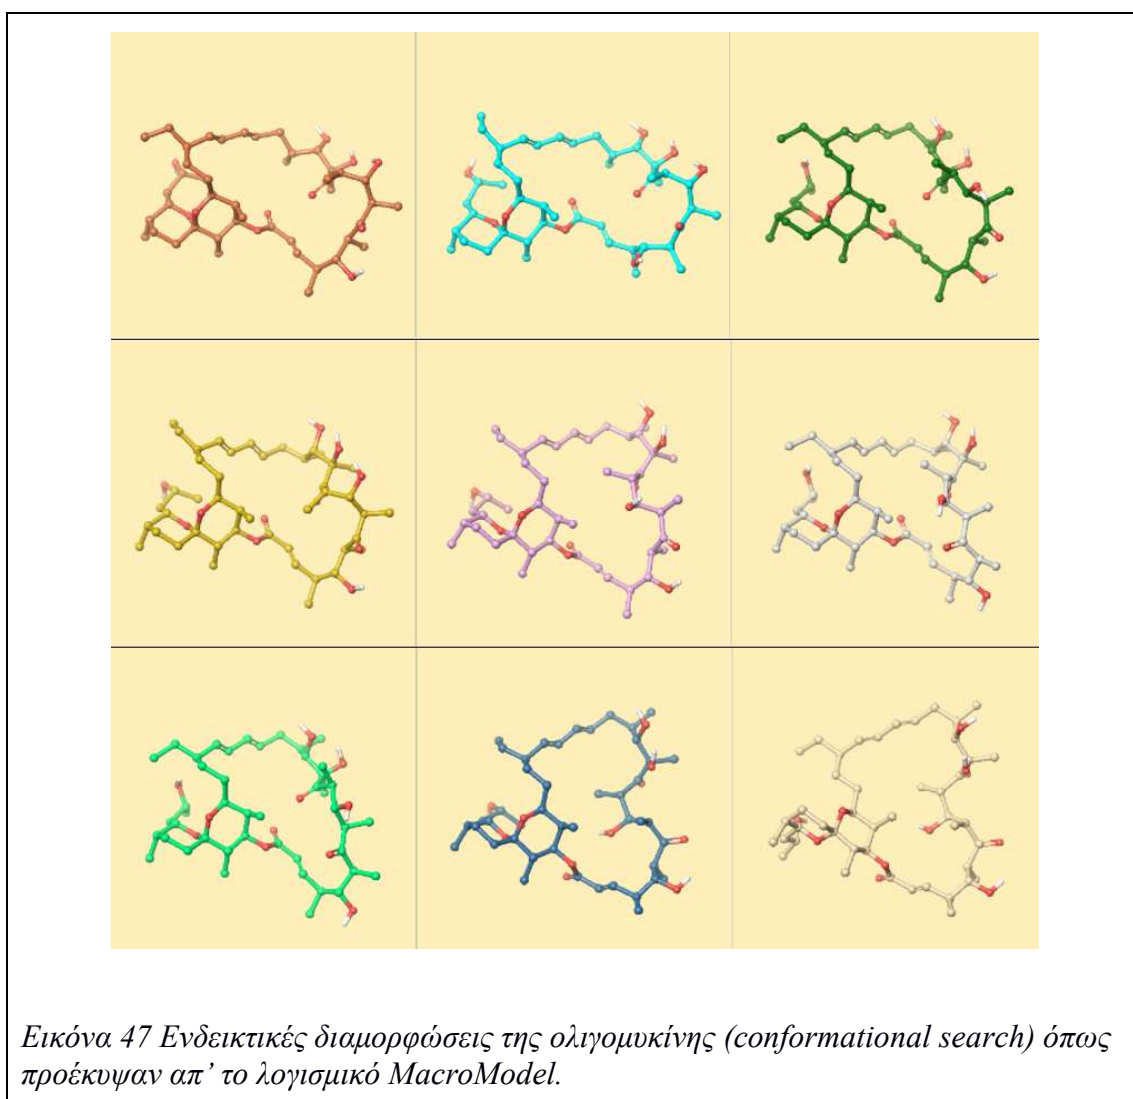 Εικόνα 47 Ενδεικτικές διαμορφώσεις της ολιγομυκίνης (conformational search) όπως
προέκυψαν απ’ το λογισμικό MacroModel.